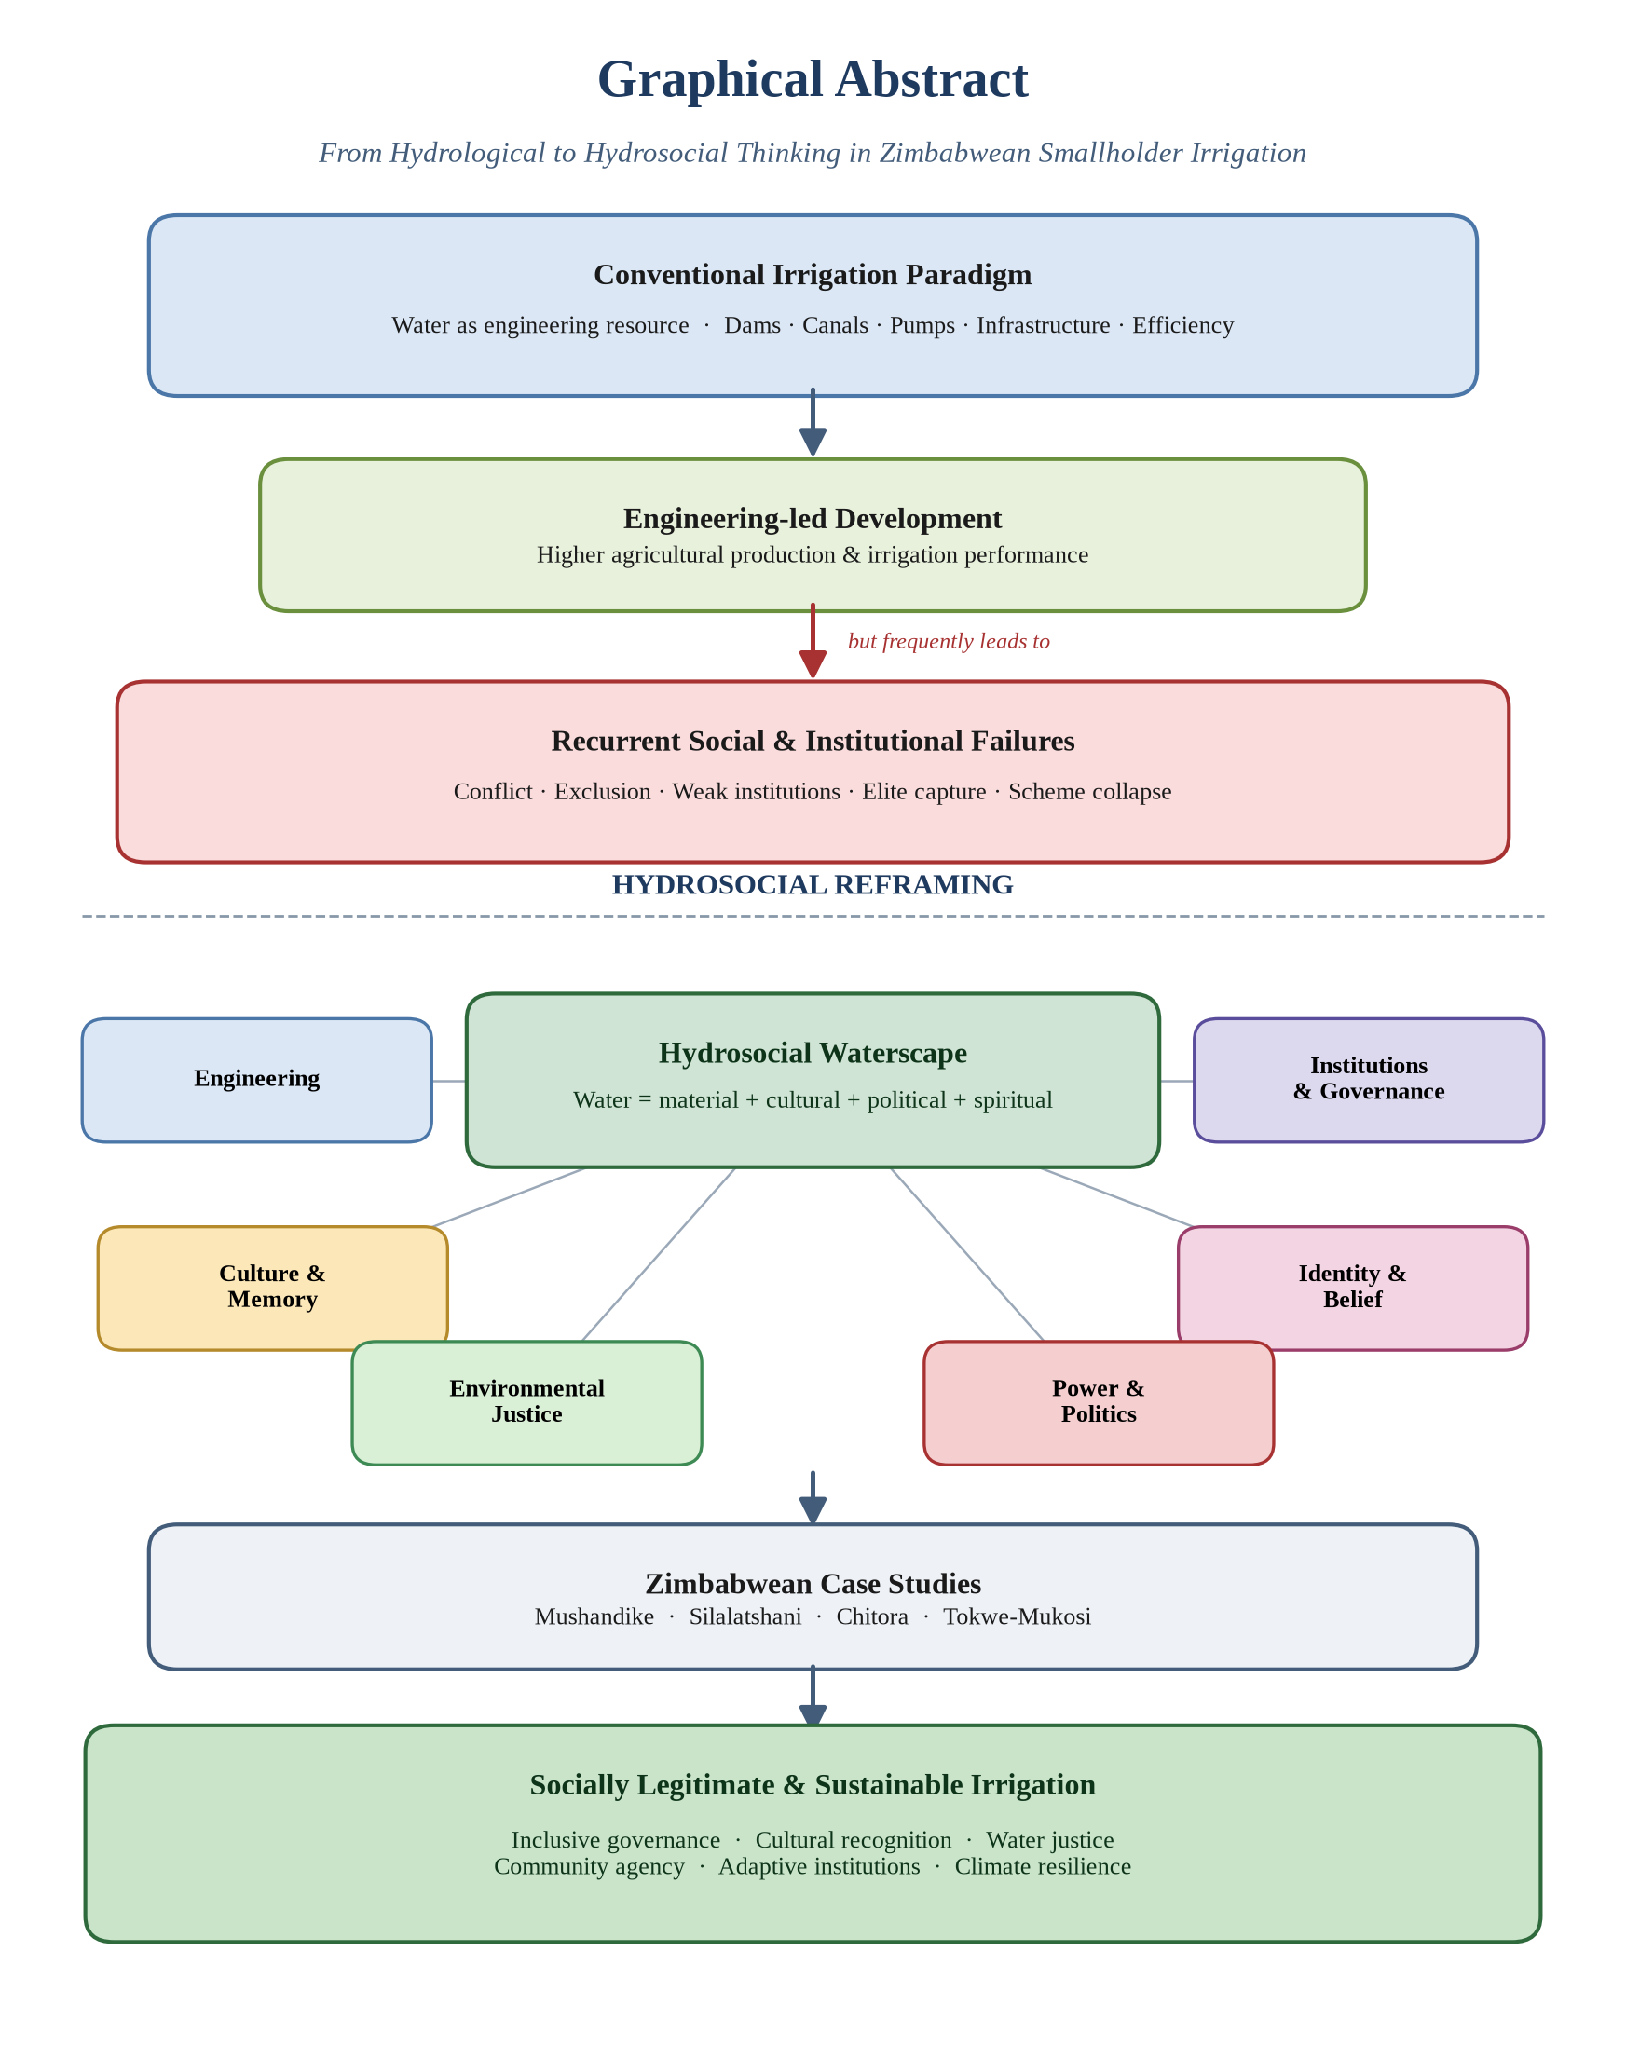 Graphical Abstract
From Hydrological to Hydrosocial Thinking in Zimbabwean Smallholder Irrigation
Conventional Irrigation Paradigm
Water as engineering resource · Dams · Canals · Pumps · Infrastructure · Efficiency
Engineering-led Development
Higher agricultural production & irrigation performance
but frequently leads to
Recurrent Social & Institutional Failures
Conflict · Exclusion · Weak institutions · Elite capture · Scheme collapse
HYDROSOCIAL REFRAMING
Hydrosocial Waterscape
Water = material + cultural + political + spiritual
Engineering
Institutions
& Governance
Culture &
Memory
Identity &
Belief
Environmental
Justice
Power &
Politics
Zimbabwean Case Studies
Mushandike · Silalatshani · Chitora · Tokwe-Mukosi
Socially Legitimate & Sustainable Irrigation
Inclusive governance · Cultural recognition · Water justice
Community agency · Adaptive institutions · Climate resilience